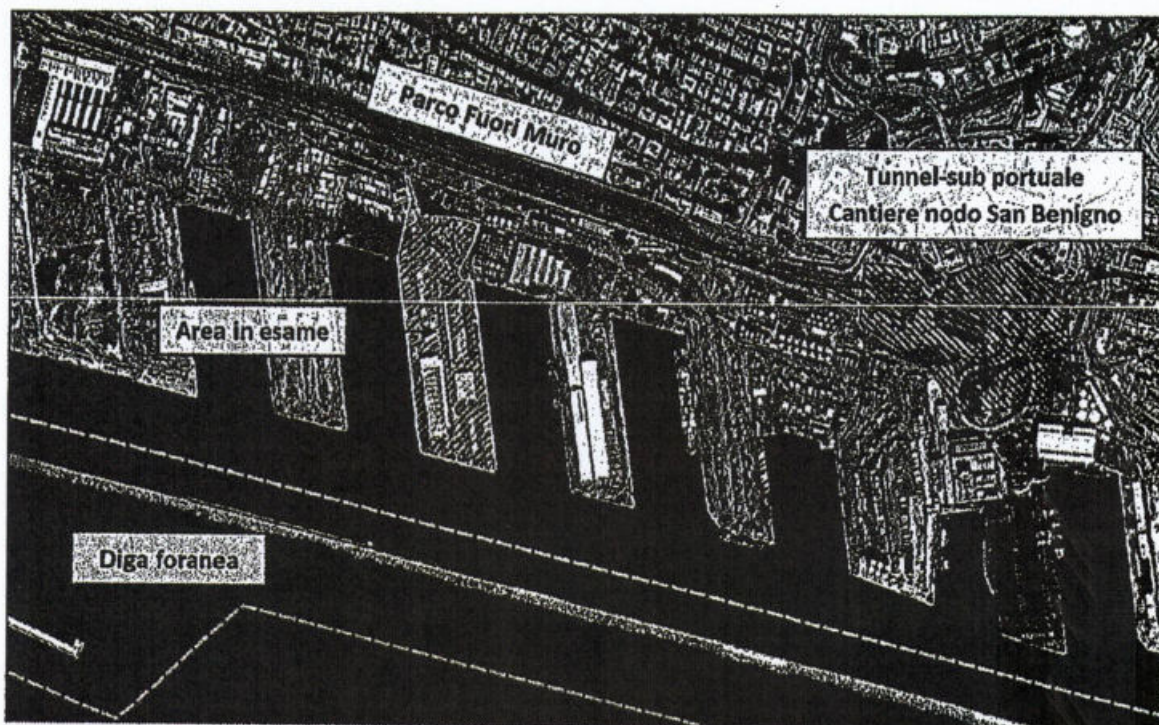 Parco Fuori Muro
Tunnel-sub portuale
Cantiere nodo San Benigno
Area in esame
Diga foranea